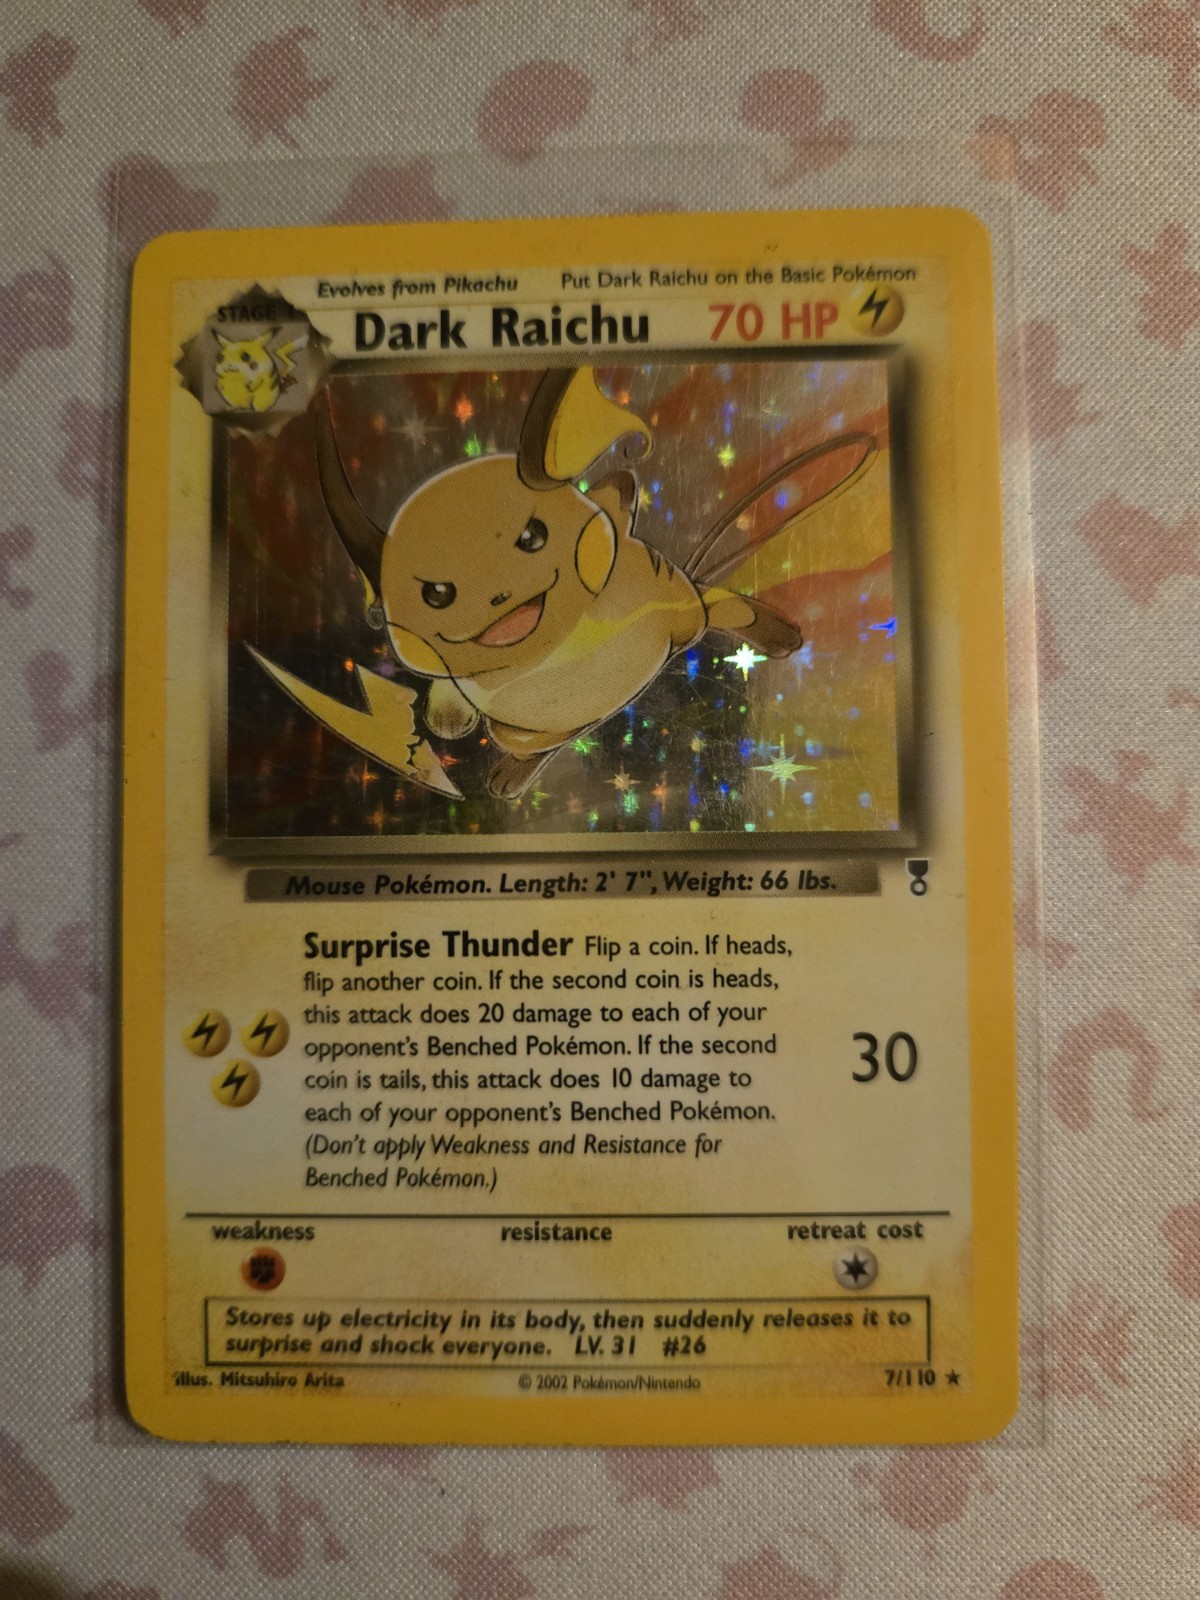 Evolves from Pikachu Put Dark Raichu on the Basic Pokémon
STAGE 1
Dark Raichu 70 HP
Mouse Pokémon. Length: 2' 7", Weight: 66 lbs.
Surprise Thunder Flip a coin. If heads,
flip another coin. If the second coin is heads,
this attack does 20 damage to each of your
opponent's Benched Pokémon. If the second
coin is tails, this attack does 10 damage to
each of your opponent's Benched Pokémon.
(Don't apply Weakness and Resistance for
Benched Pokémon.)
30
weakness resistance retreat cost
Stores up electricity in its body, then suddenly releases it to
surprise and shock everyone. LV. 31 #26
Illus. Mitsuhiro Arita © 2002 Pokémon/Nintendo 7/110 ★